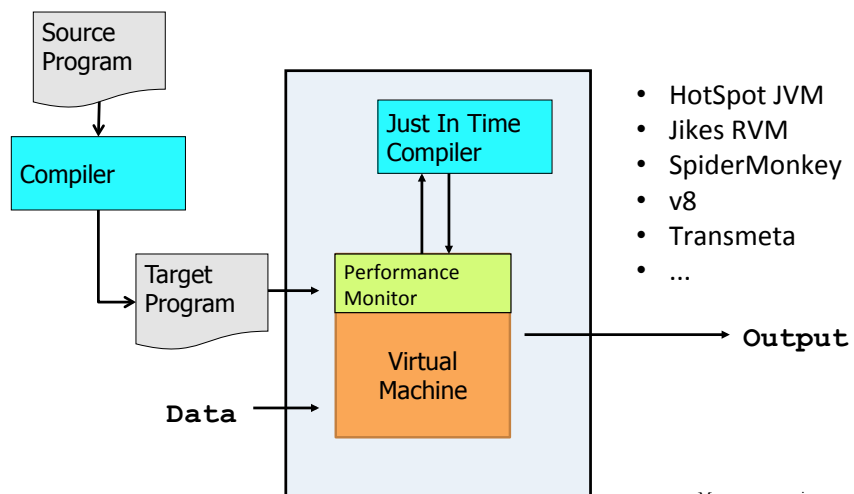 Source
Program
Compiler
Target
Program
Data
Just In Time
Compiler
Performance
Monitor
Virtual
Machine
Output
• HotSpot JVM
• Jikes RVM
• SpiderMonkey
• v8
• Transmeta
• ...